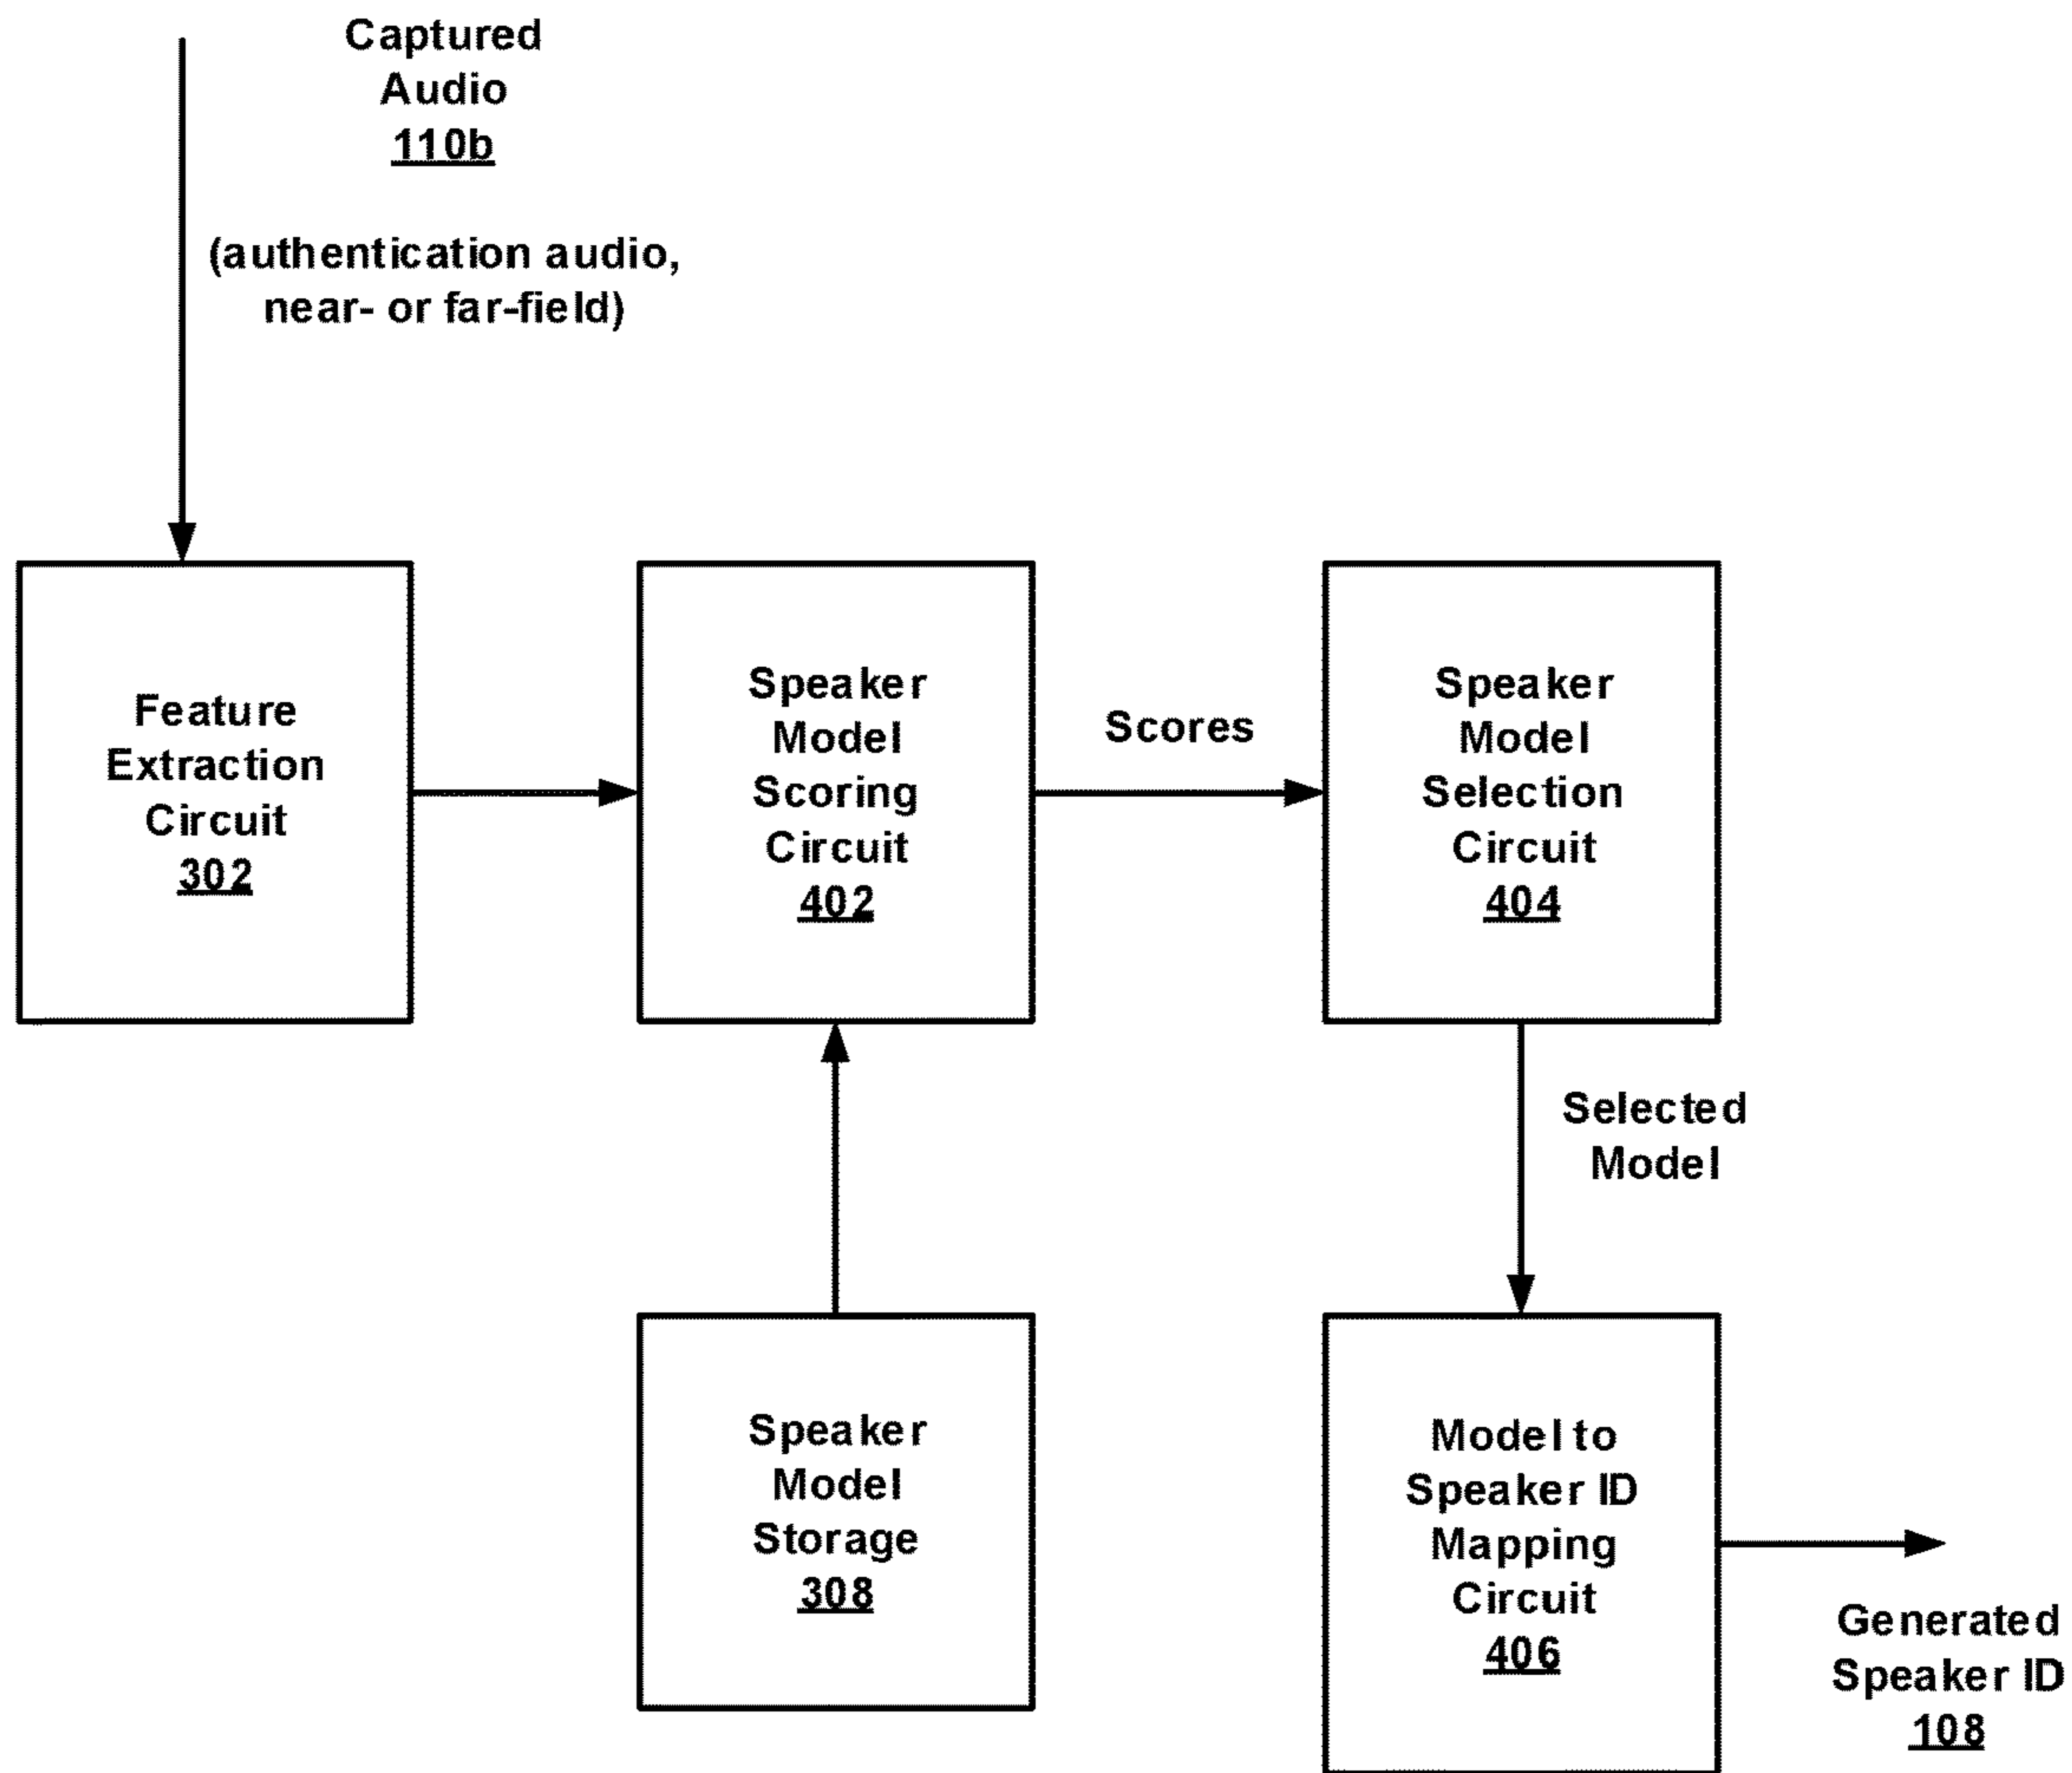 Captured
Audio
110b
(authentication audio,
near- or far-field)
Feature
Extraction
Circuit
302
Speaker
Model
Scoring
Circuit
402
Scores
Speaker
Model
Selection
Circuit
404
Selected
Model
Speaker
Model
Storage
308
Model to
Speaker ID
Mapping
Circuit
406
Generated
Speaker ID
108